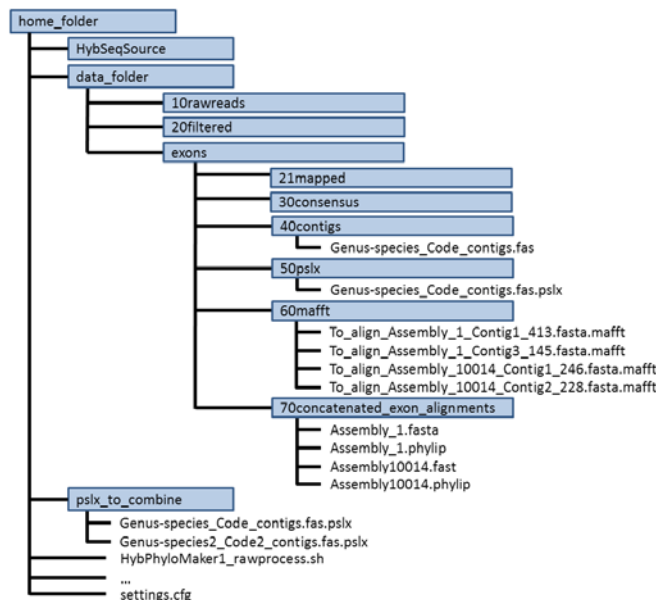 home_folder
HybSeqSource
data_folder
10rawreads
20filtered
exons
21mapped
30consensus
40contigs
Genus-species_Code_contigs.fas
50pslx
Genus-species_Code_contigs.fas.pslx
60mafft
To_align_Assembly_1_Contig1_413.fasta.mafft
To_align_Assembly_1_Contig3_145.fasta.mafft
To_align_Assembly_10014_Contig1_246.fasta.mafft
To_align_Assembly_10014_Contig2_228.fasta.mafft
70concatenated_exon_alignments
Assembly_1.fasta
Assembly_1.phylip
Assembly10014.fast
Assembly10014.phylip
pslx_to_combine
Genus-species_Code_contigs.fas.pslx
Genus-species2_Code2_contigs.fas.pslx
HybPhyloMaker1_rawprocess.sh
...
settings.cfg